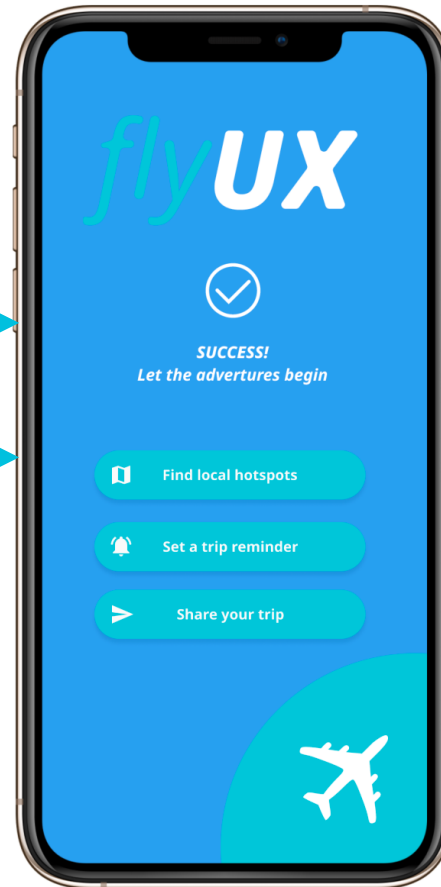 flyUX
SUCCESS!
Let the advertures begin
Find local hotspots
Set a trip reminder
Share your trip